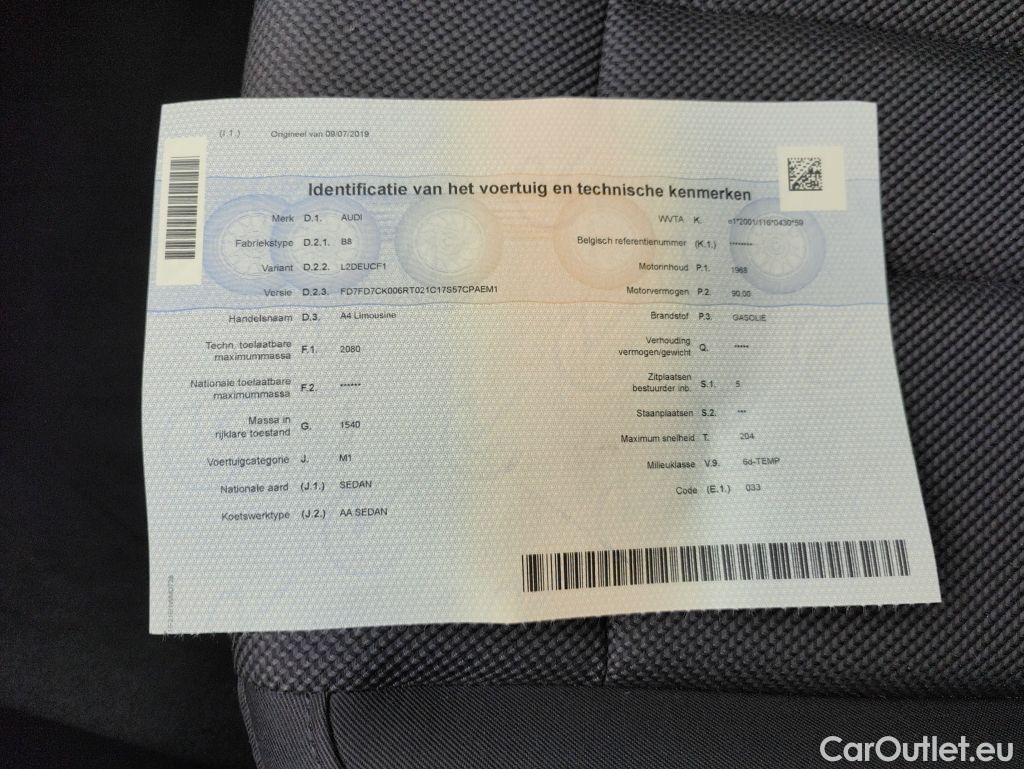 (I.1.) Origineel van 09/07/2019
Identificatie van het voertuig en technische kenmerken
Merk D.1. AUDI
Fabriekstype D.2.1. B8
Variant D.2.2. L2DEUCF1
Versie D.2.3. FD7FD7CK006RT021C17S57CPAEM1
Handelsnaam D.3. A4 Limousine
Techn. toelaatbare
maximummassa F.1. 2080
Nationale toelaatbare
maximummassa F.2. ******
Massa in
rijklare toestand G. 1540
Voertuigcategorie J. M1
Nationale aard (J.1.) SEDAN
Koetswerktype (J.2.) AA SEDAN
WVTA K. e1*2001/116*0430*59
Belgisch referentienummer (K.1.) ********
Motorinhoud P.1. 1968
Motorvermogen P.2. 90,00
Brandstof P.3. GASOLIE
Verhouding
vermogen/gewicht Q. *****
Zitplaatsen
bestuurder inb. S.1. 5
Staanplaatsen S.2. ***
Maximum snelheid T. 204
Milieuklasse V.9. 6d-TEMP
Code (E.1.) 033
CarOutlet.eu